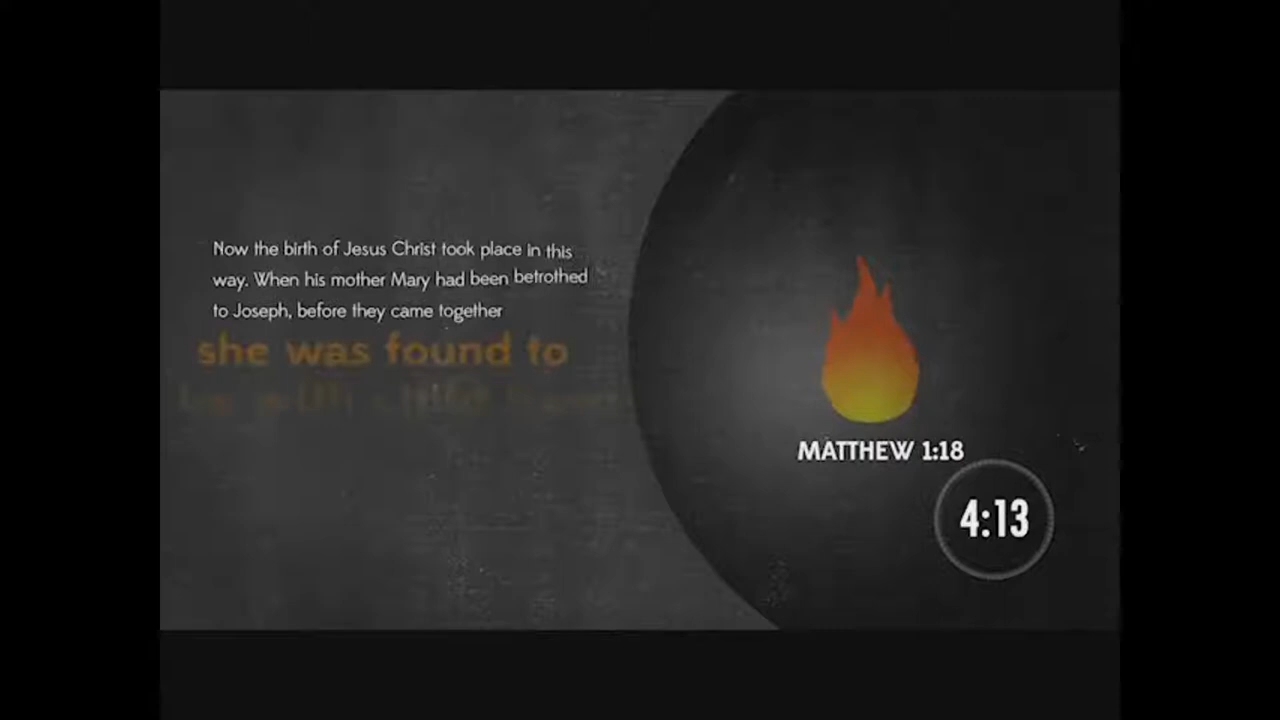 Now the birth of Jesus Christ took place in this
way. When his mother Mary had been betrothed
to Joseph, before they came together
she was found to
MATTHEW 1:18
4:13